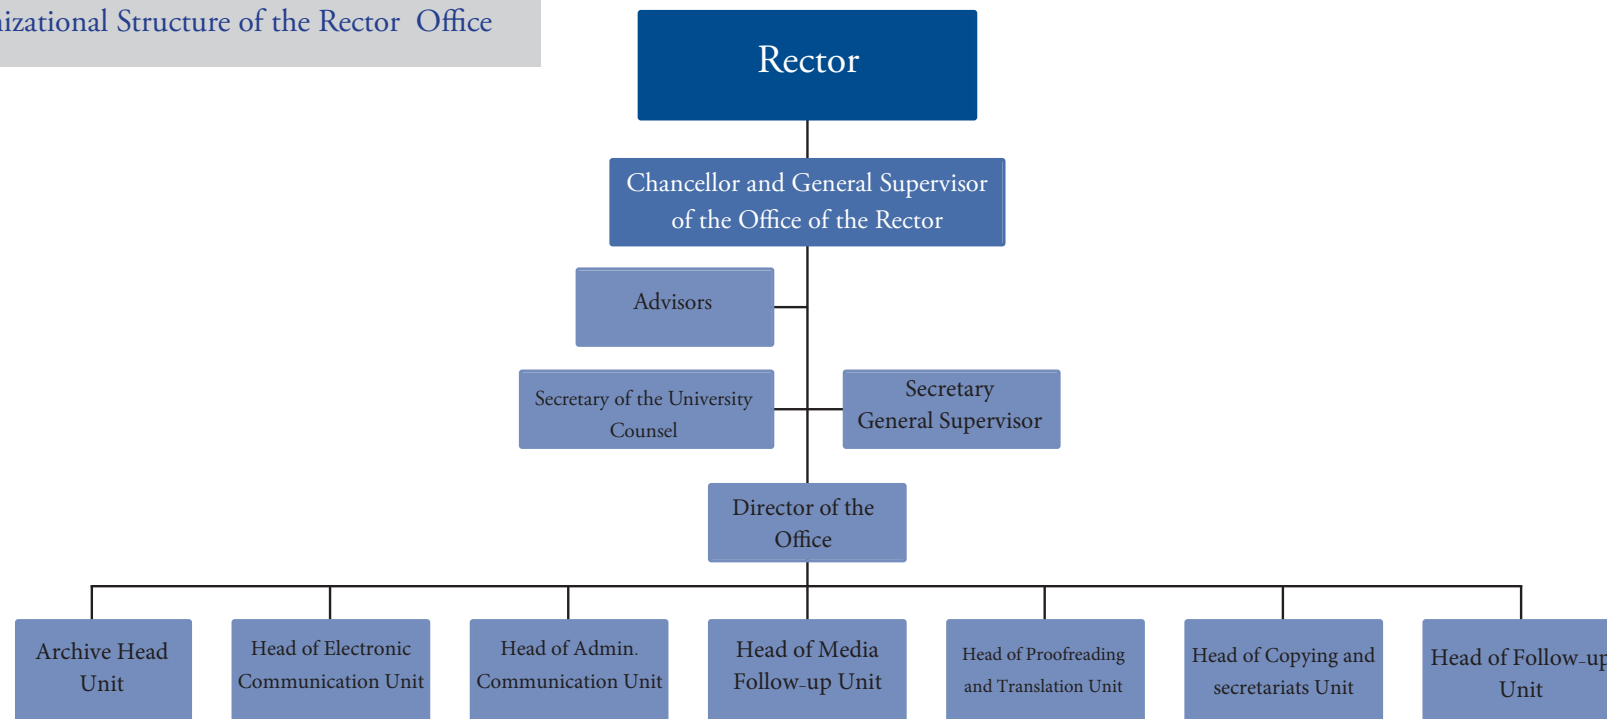 nizational Structure of the Rector Office
Rector
Chancellor and General Supervisor
of the Office of the Rector
Advisors
Secretary of the University
Counsel
Secretary
General Supervisor
Director of the
Office
Archive Head
Unit
Head of Electronic
Communication Unit
Head of Admin.
Communication Unit
Head of Media
Follow-up Unit
Head of Proofreading
and Translation Unit
Head of Copying and
secretariats Unit
Head of Follow-up
Unit